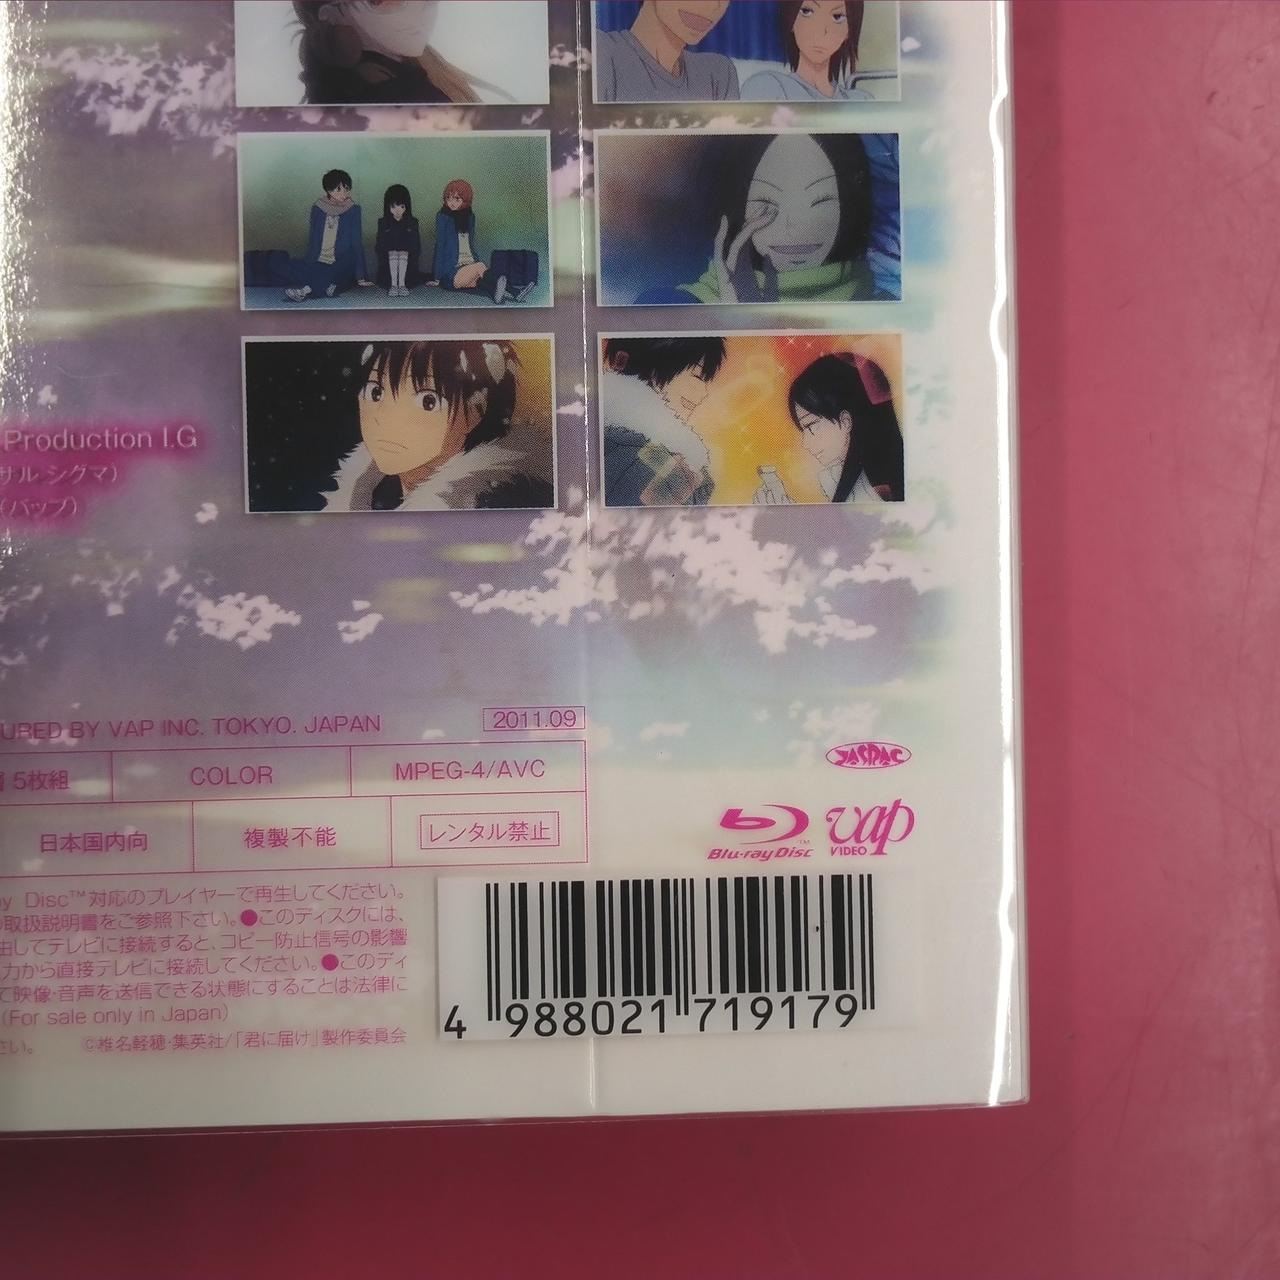 Production I.G
サル シグマ）
（バップ）
URED BY VAP INC. TOKYO. JAPAN
2011.09
5枚組
COLOR
MPEG-4/AVC
日本国内向
複製不能
レンタル禁止
JASRAC
Blu-ray Disc™
vap
VIDEO
y Disc™対応のプレイヤーで再生してください。
取扱説明書をご参照下さい。●このディスクには、
由してテレビに接続すると、コピー防止信号の影響
力から直接テレビに接続してください。●このディ
て映像・音声を送信できる状態にすることは法律に
（For sale only in Japan）
さい。 ©椎名軽穂・集英社/「君に届け」製作委員会
4 988021 719179